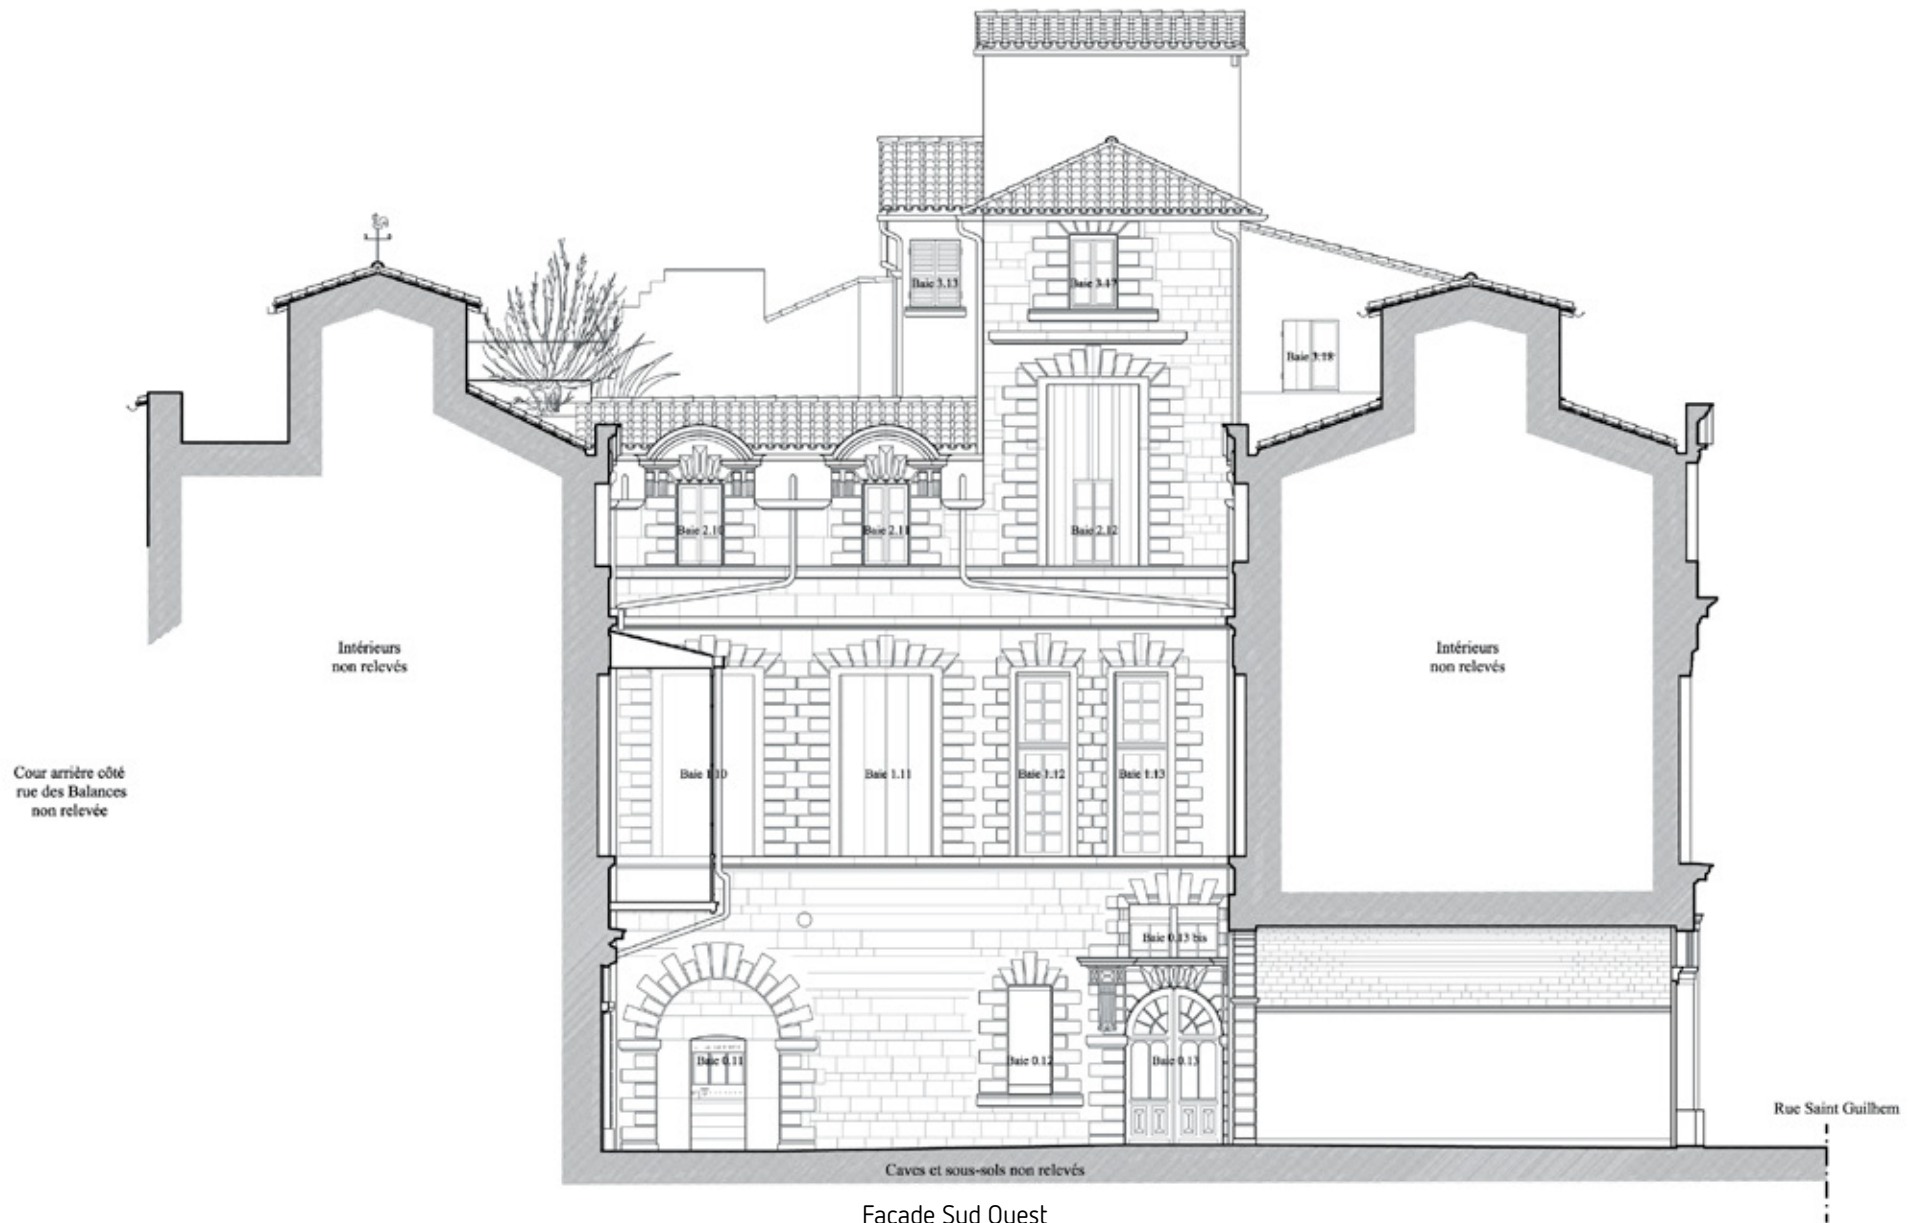 Baie 3.13
Baie 3.17
Baie 3.18
Baie 2.10
Baie 2.11
Baie 2.12
Intérieurs
non relevés
Intérieurs
non relevés
Cour arrière côté
rue des Balances
non relevée
Baie 1.10
Baie 1.11
Baie 1.12
Baie 1.13
Baie 0.13 bis
Baie 0.11
Baie 0.12
Baie 0.13
Rue Saint Guilhem
Caves et sous-sols non relevés
Façade Sud Ouest